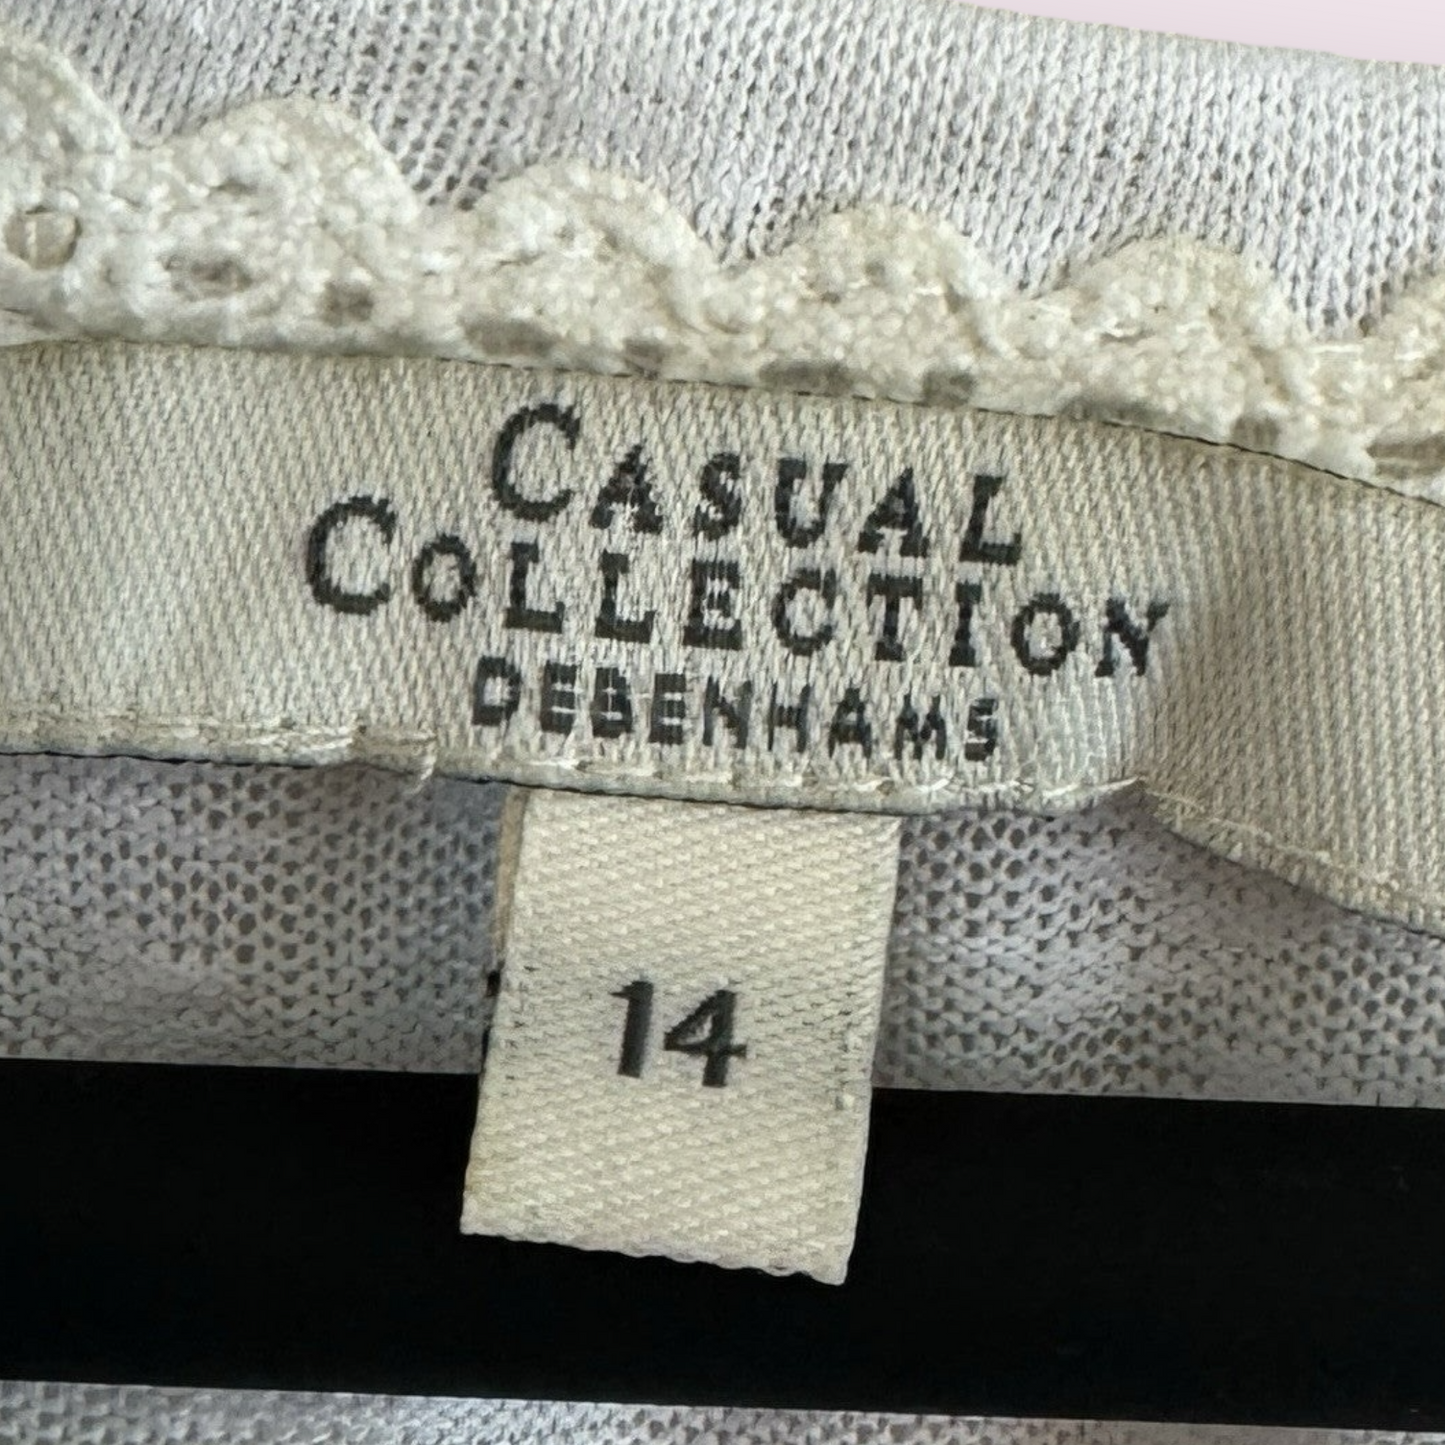 CASUAL
COLLECTION
DEBENHAMS
14